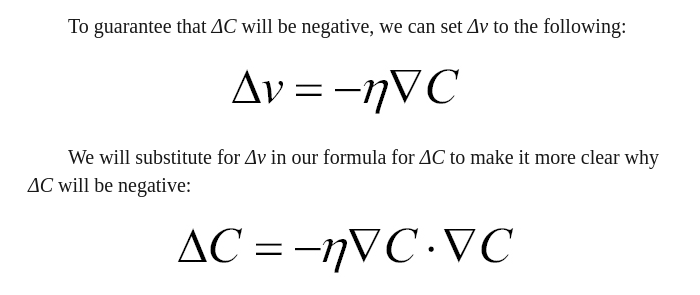 To guarantee that ΔC will be negative, we can set Δv to the following:
Δv = −η∇C
We will substitute for Δv in our formula for ΔC to make it more clear why
ΔC will be negative:
ΔC = −η∇C · ∇C